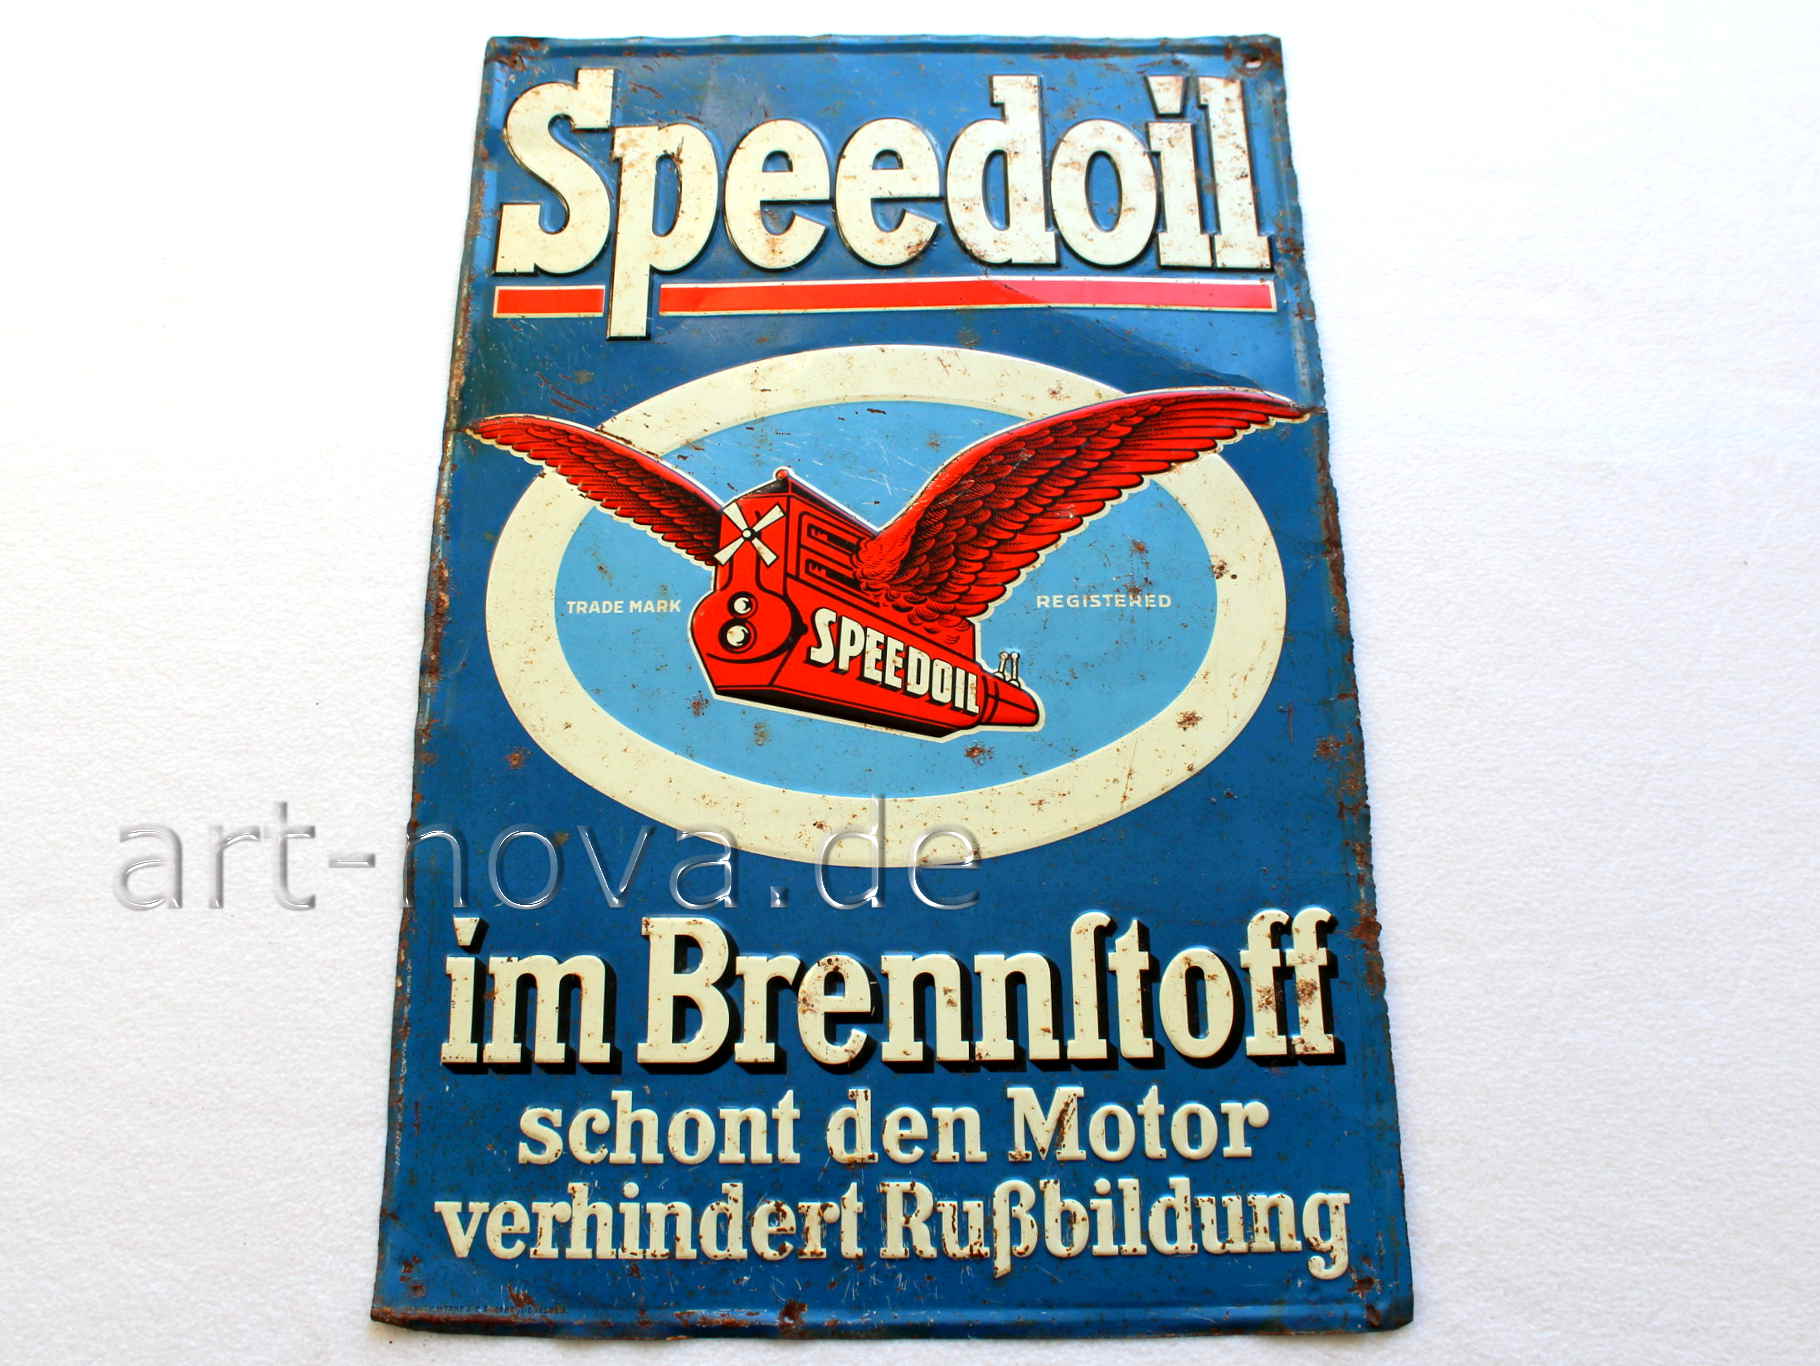 Speedoil
TRADE MARK
REGISTERED
SPEEDOIL
art-nova.de
im Brennſtoff
schont den Motor
verhindert Rußbildung